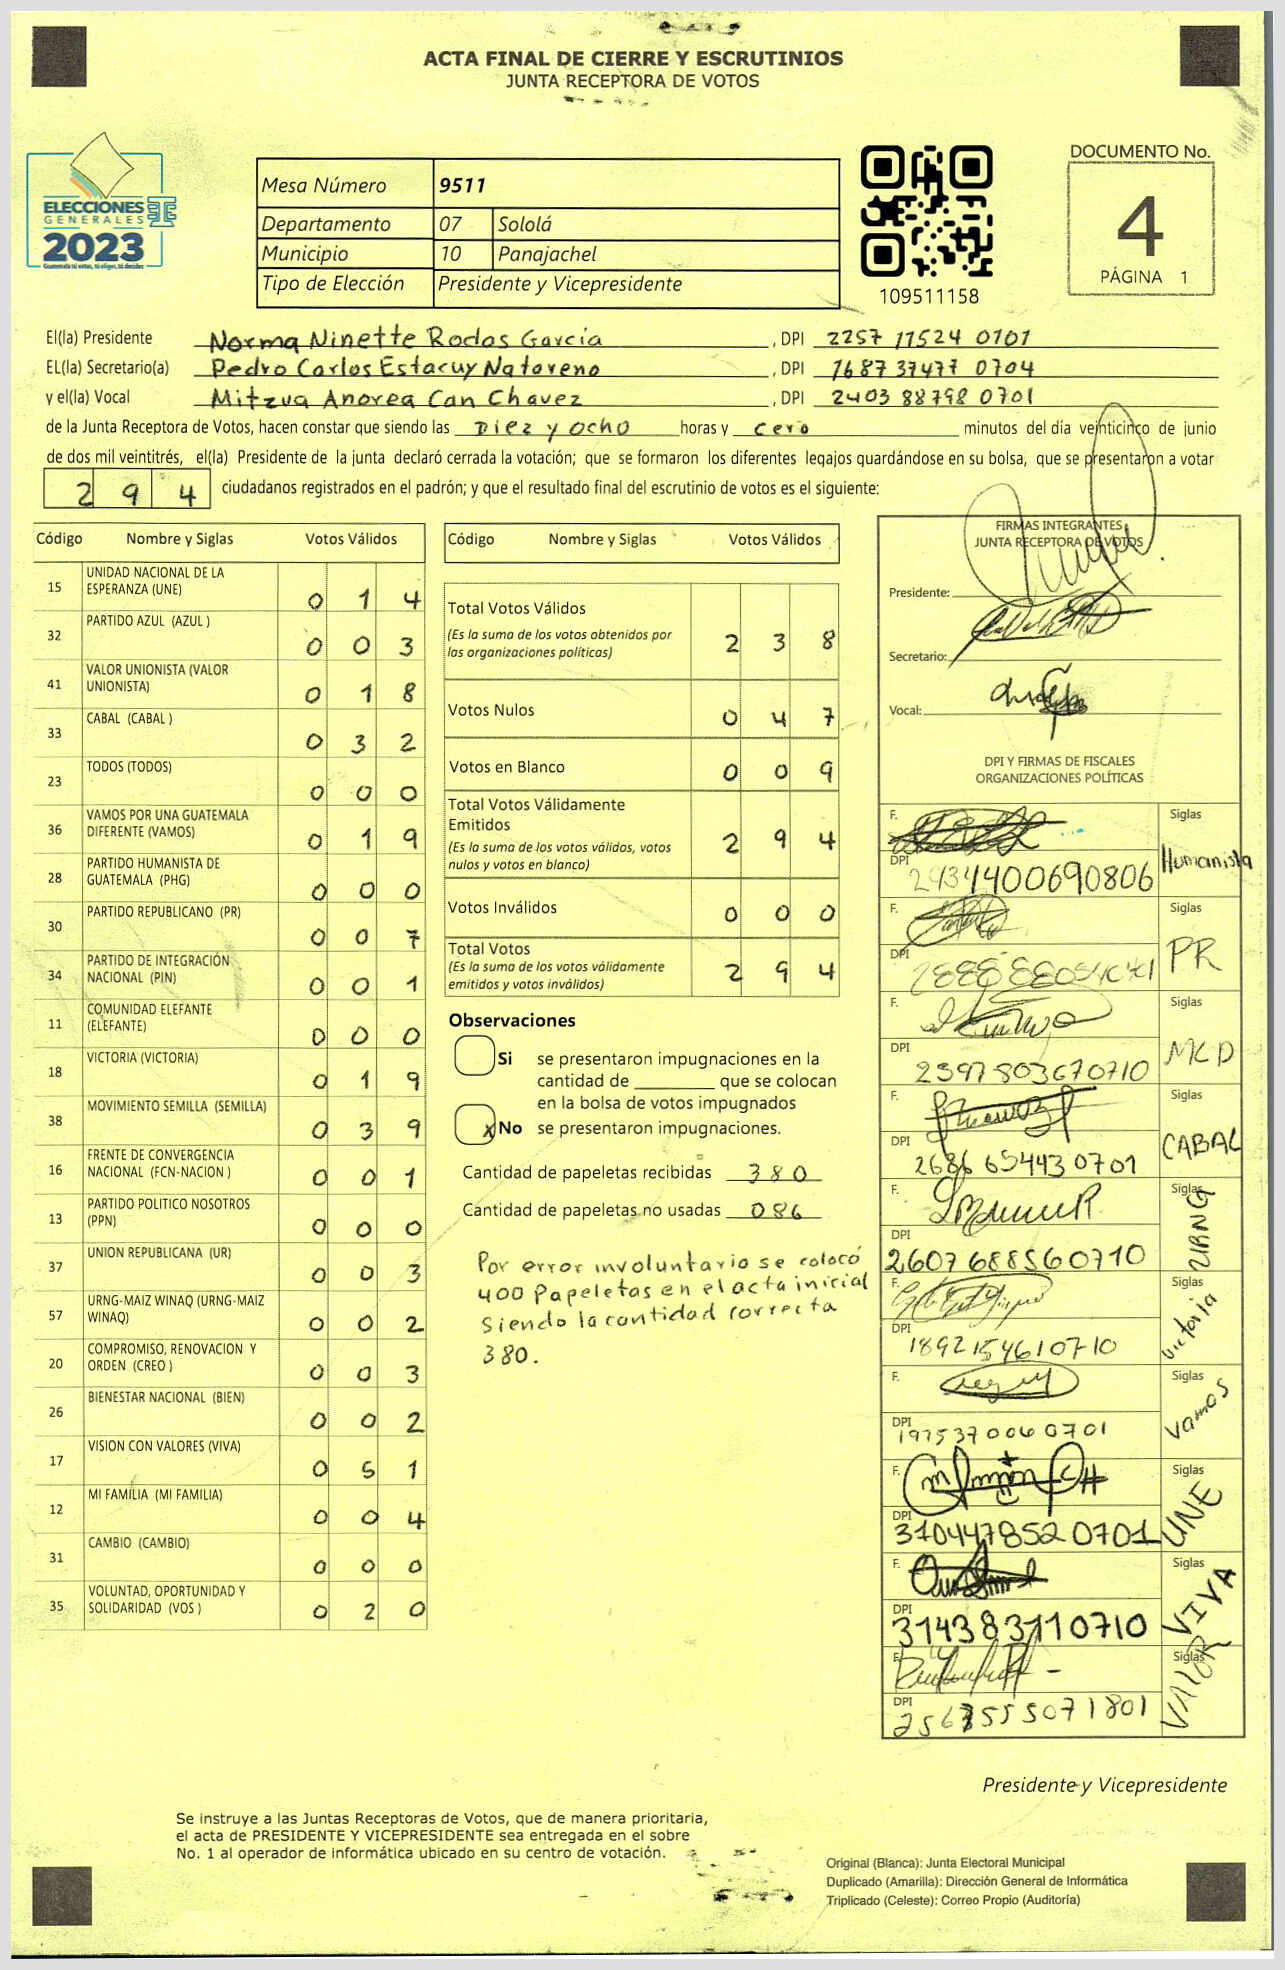 ACTA FINAL DE CIERRE Y ESCRUTINIOS
JUNTA RECEPTORA DE VOTOS
ELECCIONES
GENERALES
2023
Guatemala tú votas, tú eliges, tú decides
Mesa Número 9511
Departamento 07 Sololá
Municipio 10 Panajachel
Tipo de Elección Presidente y Vicepresidente
109511158
DOCUMENTO No.
4
PÁGINA 1
El(la) Presidente Norma Ninette Rodas García , DPI 2257 11524 0101
EL(la) Secretario(a) Pedro Carlos Estacuy Natareno , DPI 1687 37477 0704
y el(la) Vocal Mitzua Andrea Can Chavez , DPI 2403 88798 0701
de la Junta Receptora de Votos, hacen constar que siendo las Diez y ocho horas y cero minutos del día veinticinco de junio
de dos mil veintitrés, el(la) Presidente de la junta declaró cerrada la votación; que se formaron los diferentes legajos guardándose en su bolsa, que se presentaron a votar
294 ciudadanos registrados en el padrón; y que el resultado final del escrutinio de votos es el siguiente:
Código Nombre y Siglas Votos Válidos
15 UNIDAD NACIONAL DE LA ESPERANZA (UNE) 0 1 4
32 PARTIDO AZUL (AZUL ) 0 0 3
41 VALOR UNIONISTA (VALOR UNIONISTA) 0 1 8
33 CABAL (CABAL ) 0 3 2
23 TODOS (TODOS) 0 0 0
36 VAMOS POR UNA GUATEMALA DIFERENTE (VAMOS) 0 1 9
28 PARTIDO HUMANISTA DE GUATEMALA (PHG) 0 0 0
30 PARTIDO REPUBLICANO (PR) 0 0 7
34 PARTIDO DE INTEGRACIÓN NACIONAL (PIN) 0 0 1
11 COMUNIDAD ELEFANTE (ELEFANTE) 0 0 0
18 VICTORIA (VICTORIA) 0 1 9
38 MOVIMIENTO SEMILLA (SEMILLA) 0 3 9
16 FRENTE DE CONVERGENCIA NACIONAL (FCN-NACION ) 0 0 1
13 PARTIDO POLITICO NOSOTROS (PPN) 0 0 0
37 UNION REPUBLICANA (UR) 0 0 3
57 URNG-MAIZ WINAQ (URNG-MAIZ WINAQ) 0 0 2
20 COMPROMISO, RENOVACION Y ORDEN (CREO ) 0 0 3
26 BIENESTAR NACIONAL (BIEN) 0 0 2
17 VISION CON VALORES (VIVA) 0 5 1
12 MI FAMILIA (MI FAMILIA) 0 0 4
31 CAMBIO (CAMBIO) 0 0 0
35 VOLUNTAD, OPORTUNIDAD Y SOLIDARIDAD (VOS ) 0 2 0
Código Nombre y Siglas Votos Válidos
Total Votos Válidos 2 3 8
(Es la suma de los votos obtenidos por
las organizaciones políticas)
Votos Nulos 0 4 7
Votos en Blanco 0 0 9
Total Votos Válidamente
Emitidos 2 9 4
(Es la suma de los votos válidos, votos
nulos y votos en blanco)
Votos Inválidos 0 0 0
Total Votos 2 9 4
(Es la suma de los votos válidamente
emitidos y votos inválidos)
Observaciones
Si se presentaron impugnaciones en la
cantidad de que se colocan
en la bolsa de votos impugnados
x No se presentaron impugnaciones.
Cantidad de papeletas recibidas 380
Cantidad de papeletas no usadas 086
Por error involuntario se colocó
400 Papeletas en el acta inicial
Siendo la cantidad correcta
380.
FIRMAS INTEGRANTES
JUNTA RECEPTORA DE VOTOS
Presidente:
Secretario:
Vocal:
DPI Y FIRMAS DE FISCALES
ORGANIZACIONES POLÍTICAS
F. Siglas
DPI 2434400690806 Humanista
F. Siglas
DPI PR
F. Siglas
DPI 2397803670710 MLP
F. Siglas
DPI 2686 65443 0701 CABAL
F. Siglas
DPI 2607 68856 0710 URNG
F. Siglas
DPI 1892154610710 Victoria
F. Siglas
DPI 1975370060701 Vamos
F. Siglas
DPI 310447852 0701 UNE
F. Siglas
DPI 314383110710 VIVA
F. Siglas
DPI 2563555071801 VALOR
Presidente y Vicepresidente
Se instruye a las Juntas Receptoras de Votos, que de manera prioritaria,
el acta de PRESIDENTE Y VICEPRESIDENTE sea entregada en el sobre
No. 1 al operador de informática ubicado en su centro de votación.
Original (Blanca): Junta Electoral Municipal
Duplicado (Amarilla): Dirección General de Informática
Triplicado (Celeste): Correo Propio (Auditoría)